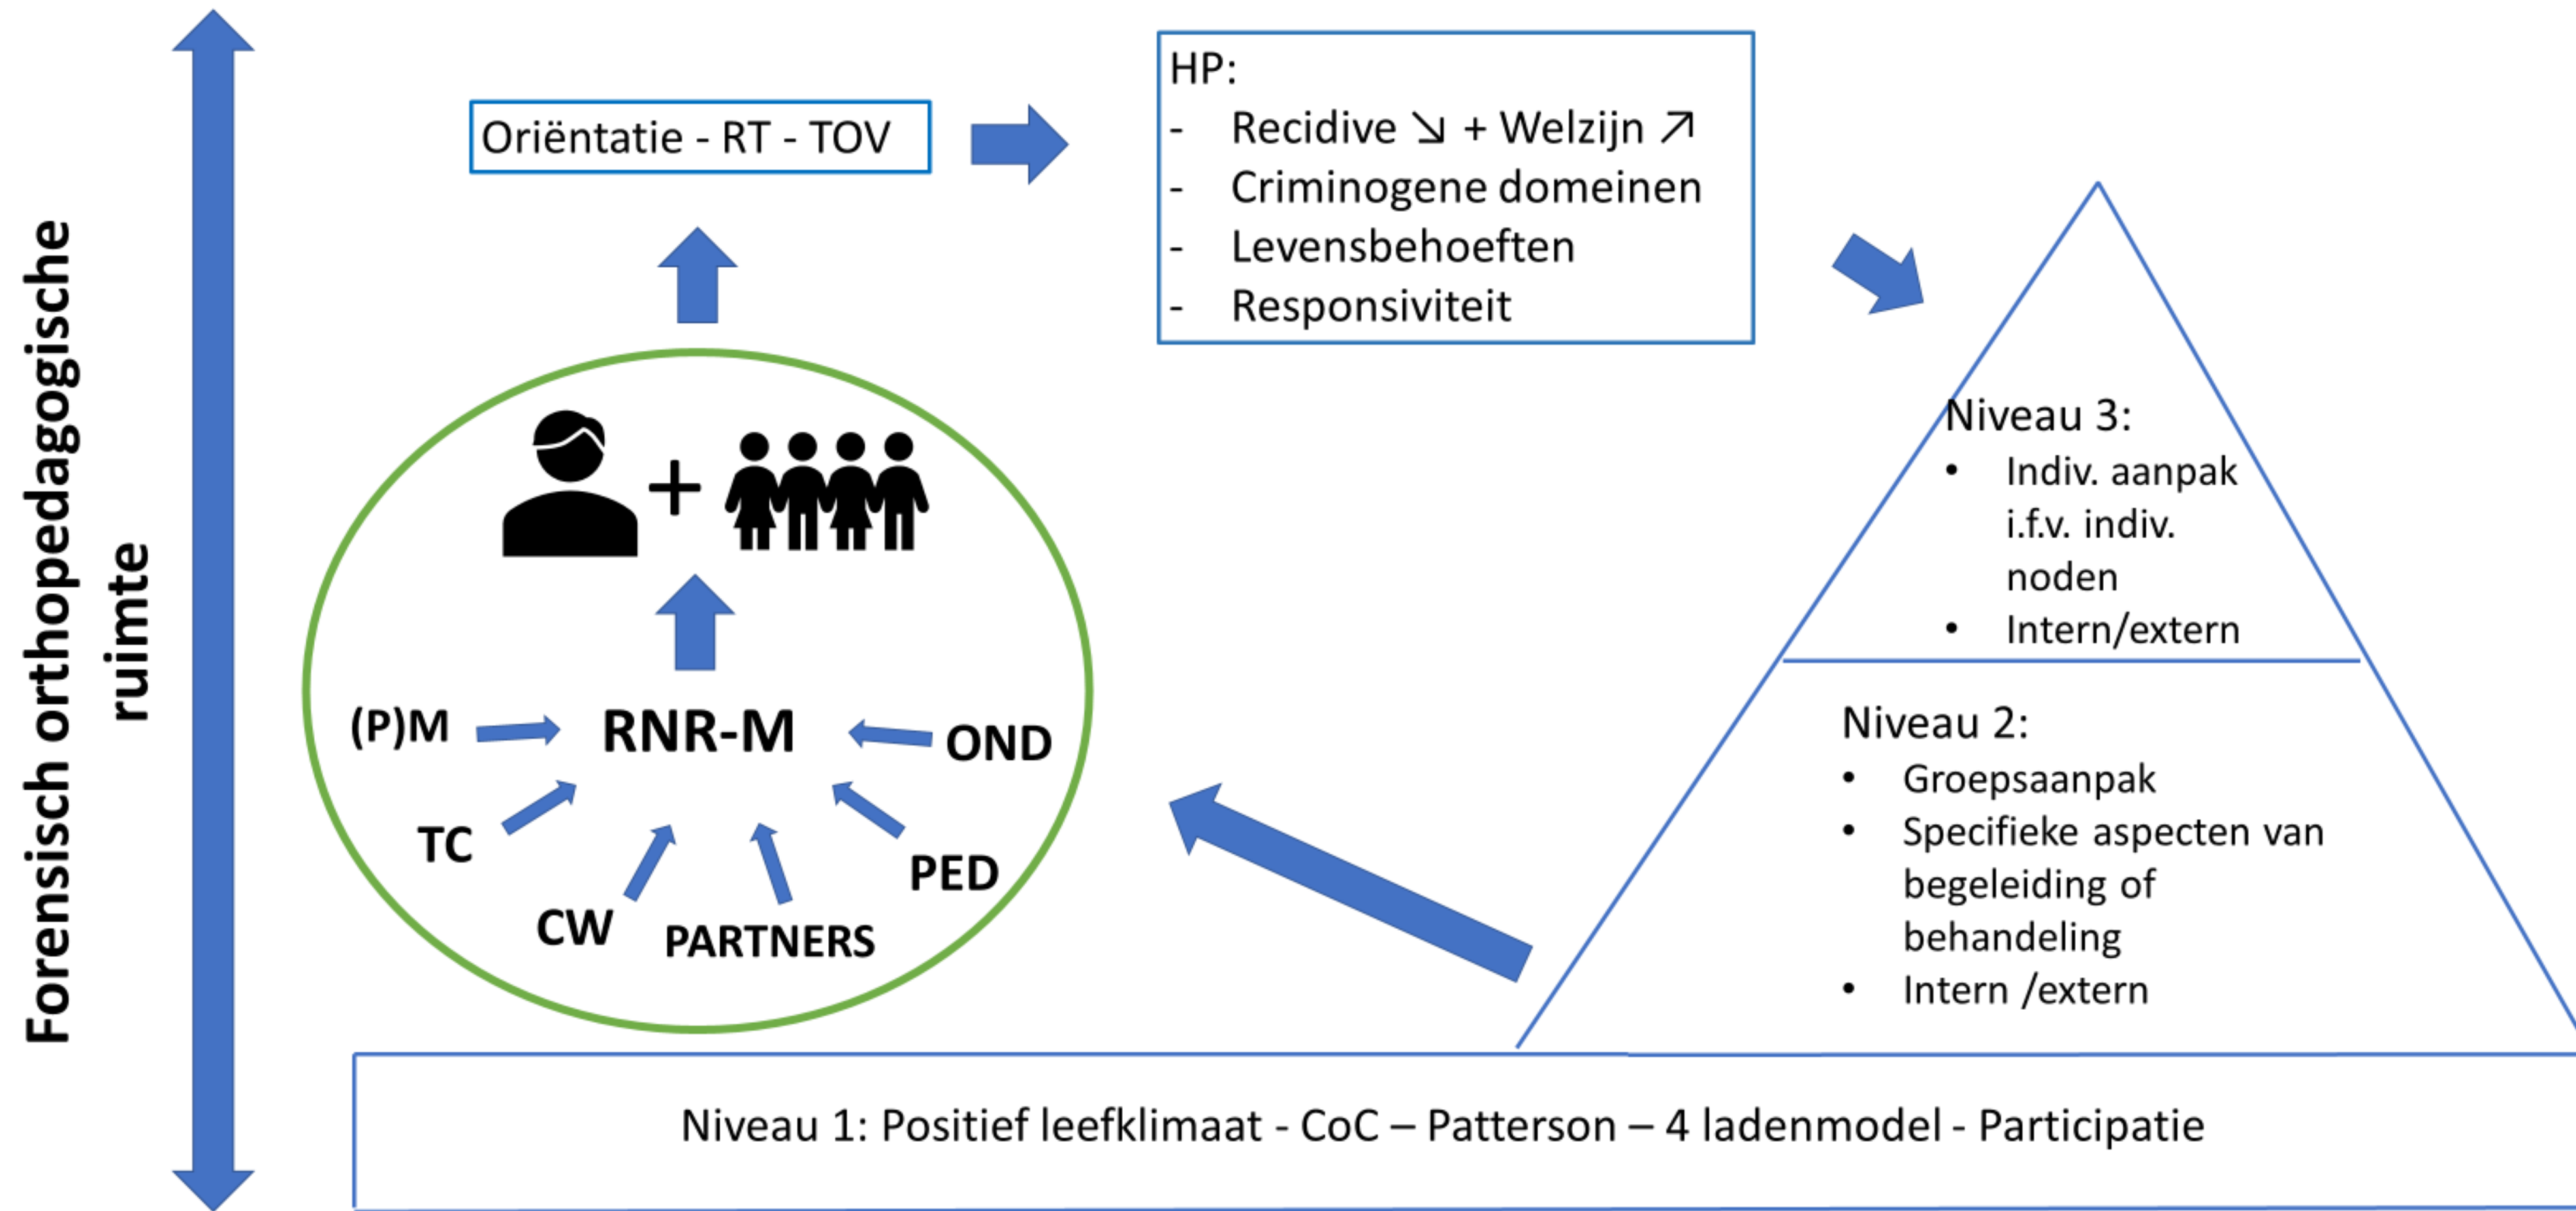 Forensisch orthopedagogische
ruimte
Oriëntatie - RT - TOV
HP:
- Recidive ↘ + Welzijn ↗
- Criminogene domeinen
- Levensbehoeften
- Responsiviteit
+
(P)M
RNR-M
OND
TC
PED
CW
PARTNERS
Niveau 3:
• Indiv. aanpak
i.f.v. indiv.
noden
• Intern/extern
Niveau 2:
• Groepsaanpak
• Specifieke aspecten van
begeleiding of
behandeling
• Intern /extern
Niveau 1: Positief leefklimaat - CoC – Patterson – 4 ladenmodel - Participatie